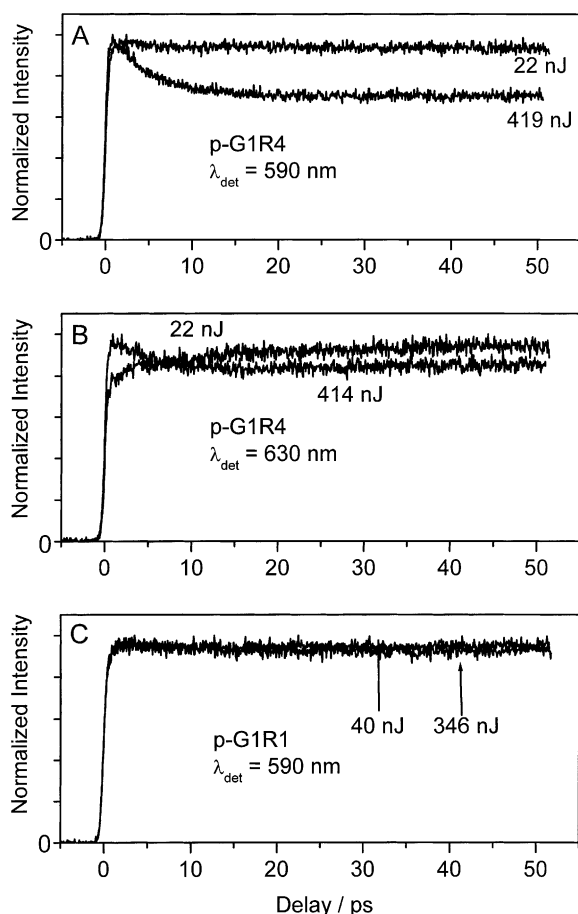 A
Normalized Intensity
22 nJ
419 nJ
p-G1R4
λdet = 590 nm
0
0 10 20 30 40 50
B
Normalized Intensity
22 nJ
414 nJ
p-G1R4
λdet = 630 nm
0
0 10 20 30 40 50
C
Normalized Intensity
40 nJ 346 nJ
p-G1R1
λdet = 590 nm
0
0 10 20 30 40 50
Delay / ps